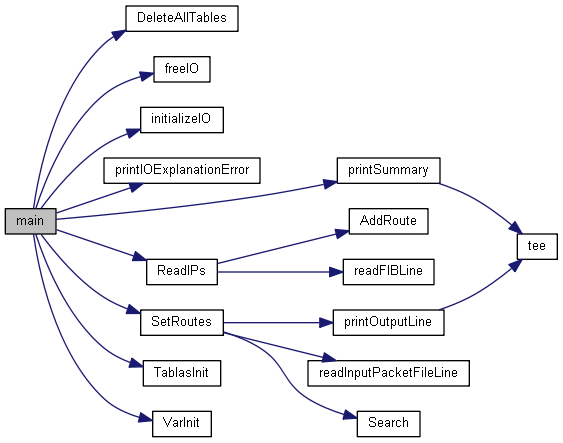 DeleteAllTables
freeIO
initializeIO
printIOExplanationError
printSummary
main
AddRoute
tee
ReadIPs
readFIBLine
SetRoutes
printOutputLine
TablasInit
readInputPacketFileLine
VarInit
Search